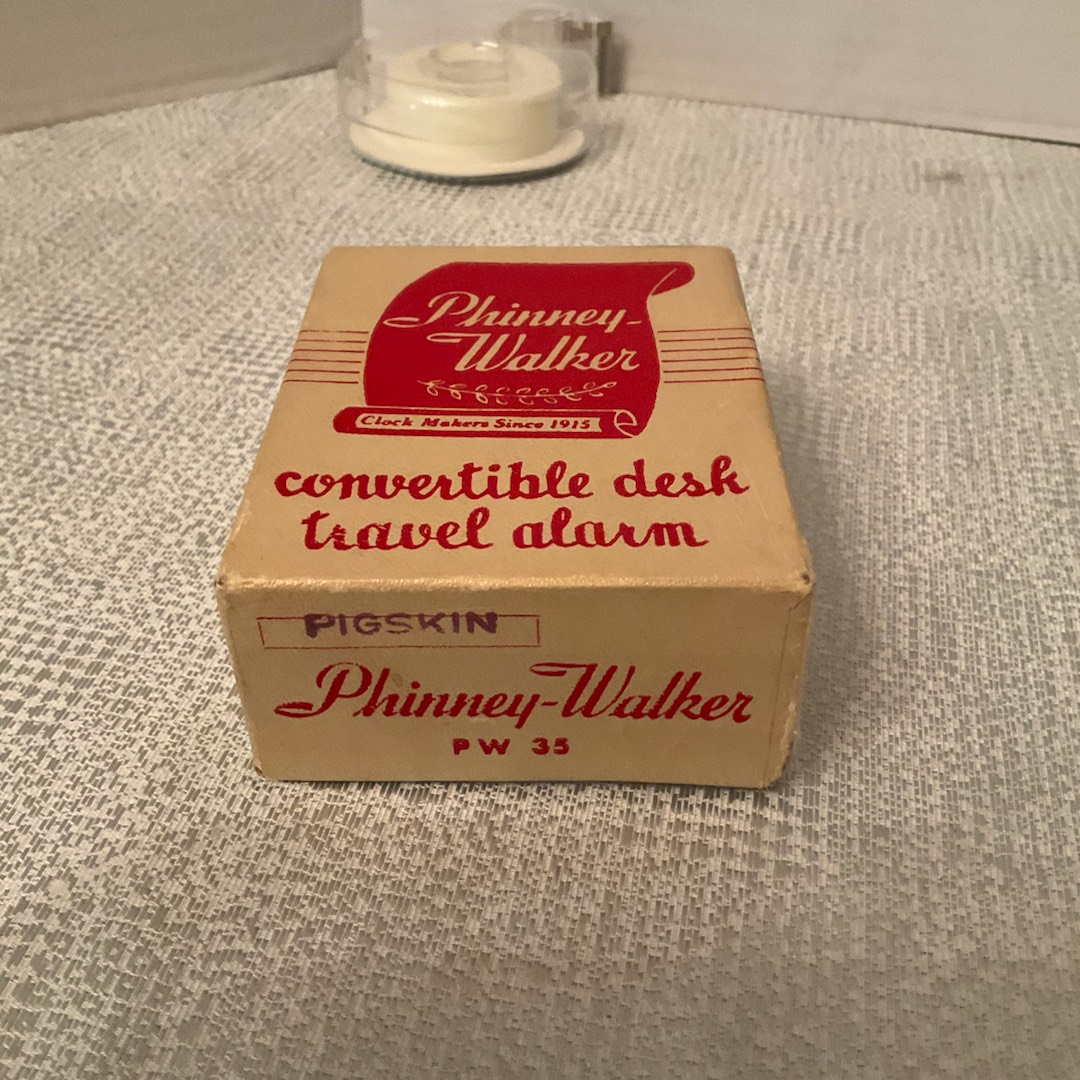 Phinney-
Walker
Clock Makers Since 1915
convertible desk
travel alarm
PIGSKIN
Phinney-Walker
PW 35